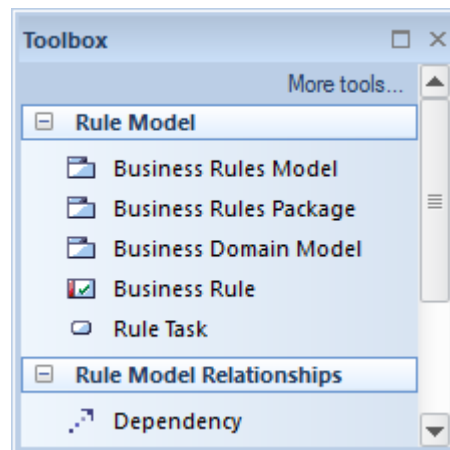 Toolbox
More tools...
Rule Model
Business Rules Model
Business Rules Package
Business Domain Model
Business Rule
Rule Task
Rule Model Relationships
Dependency